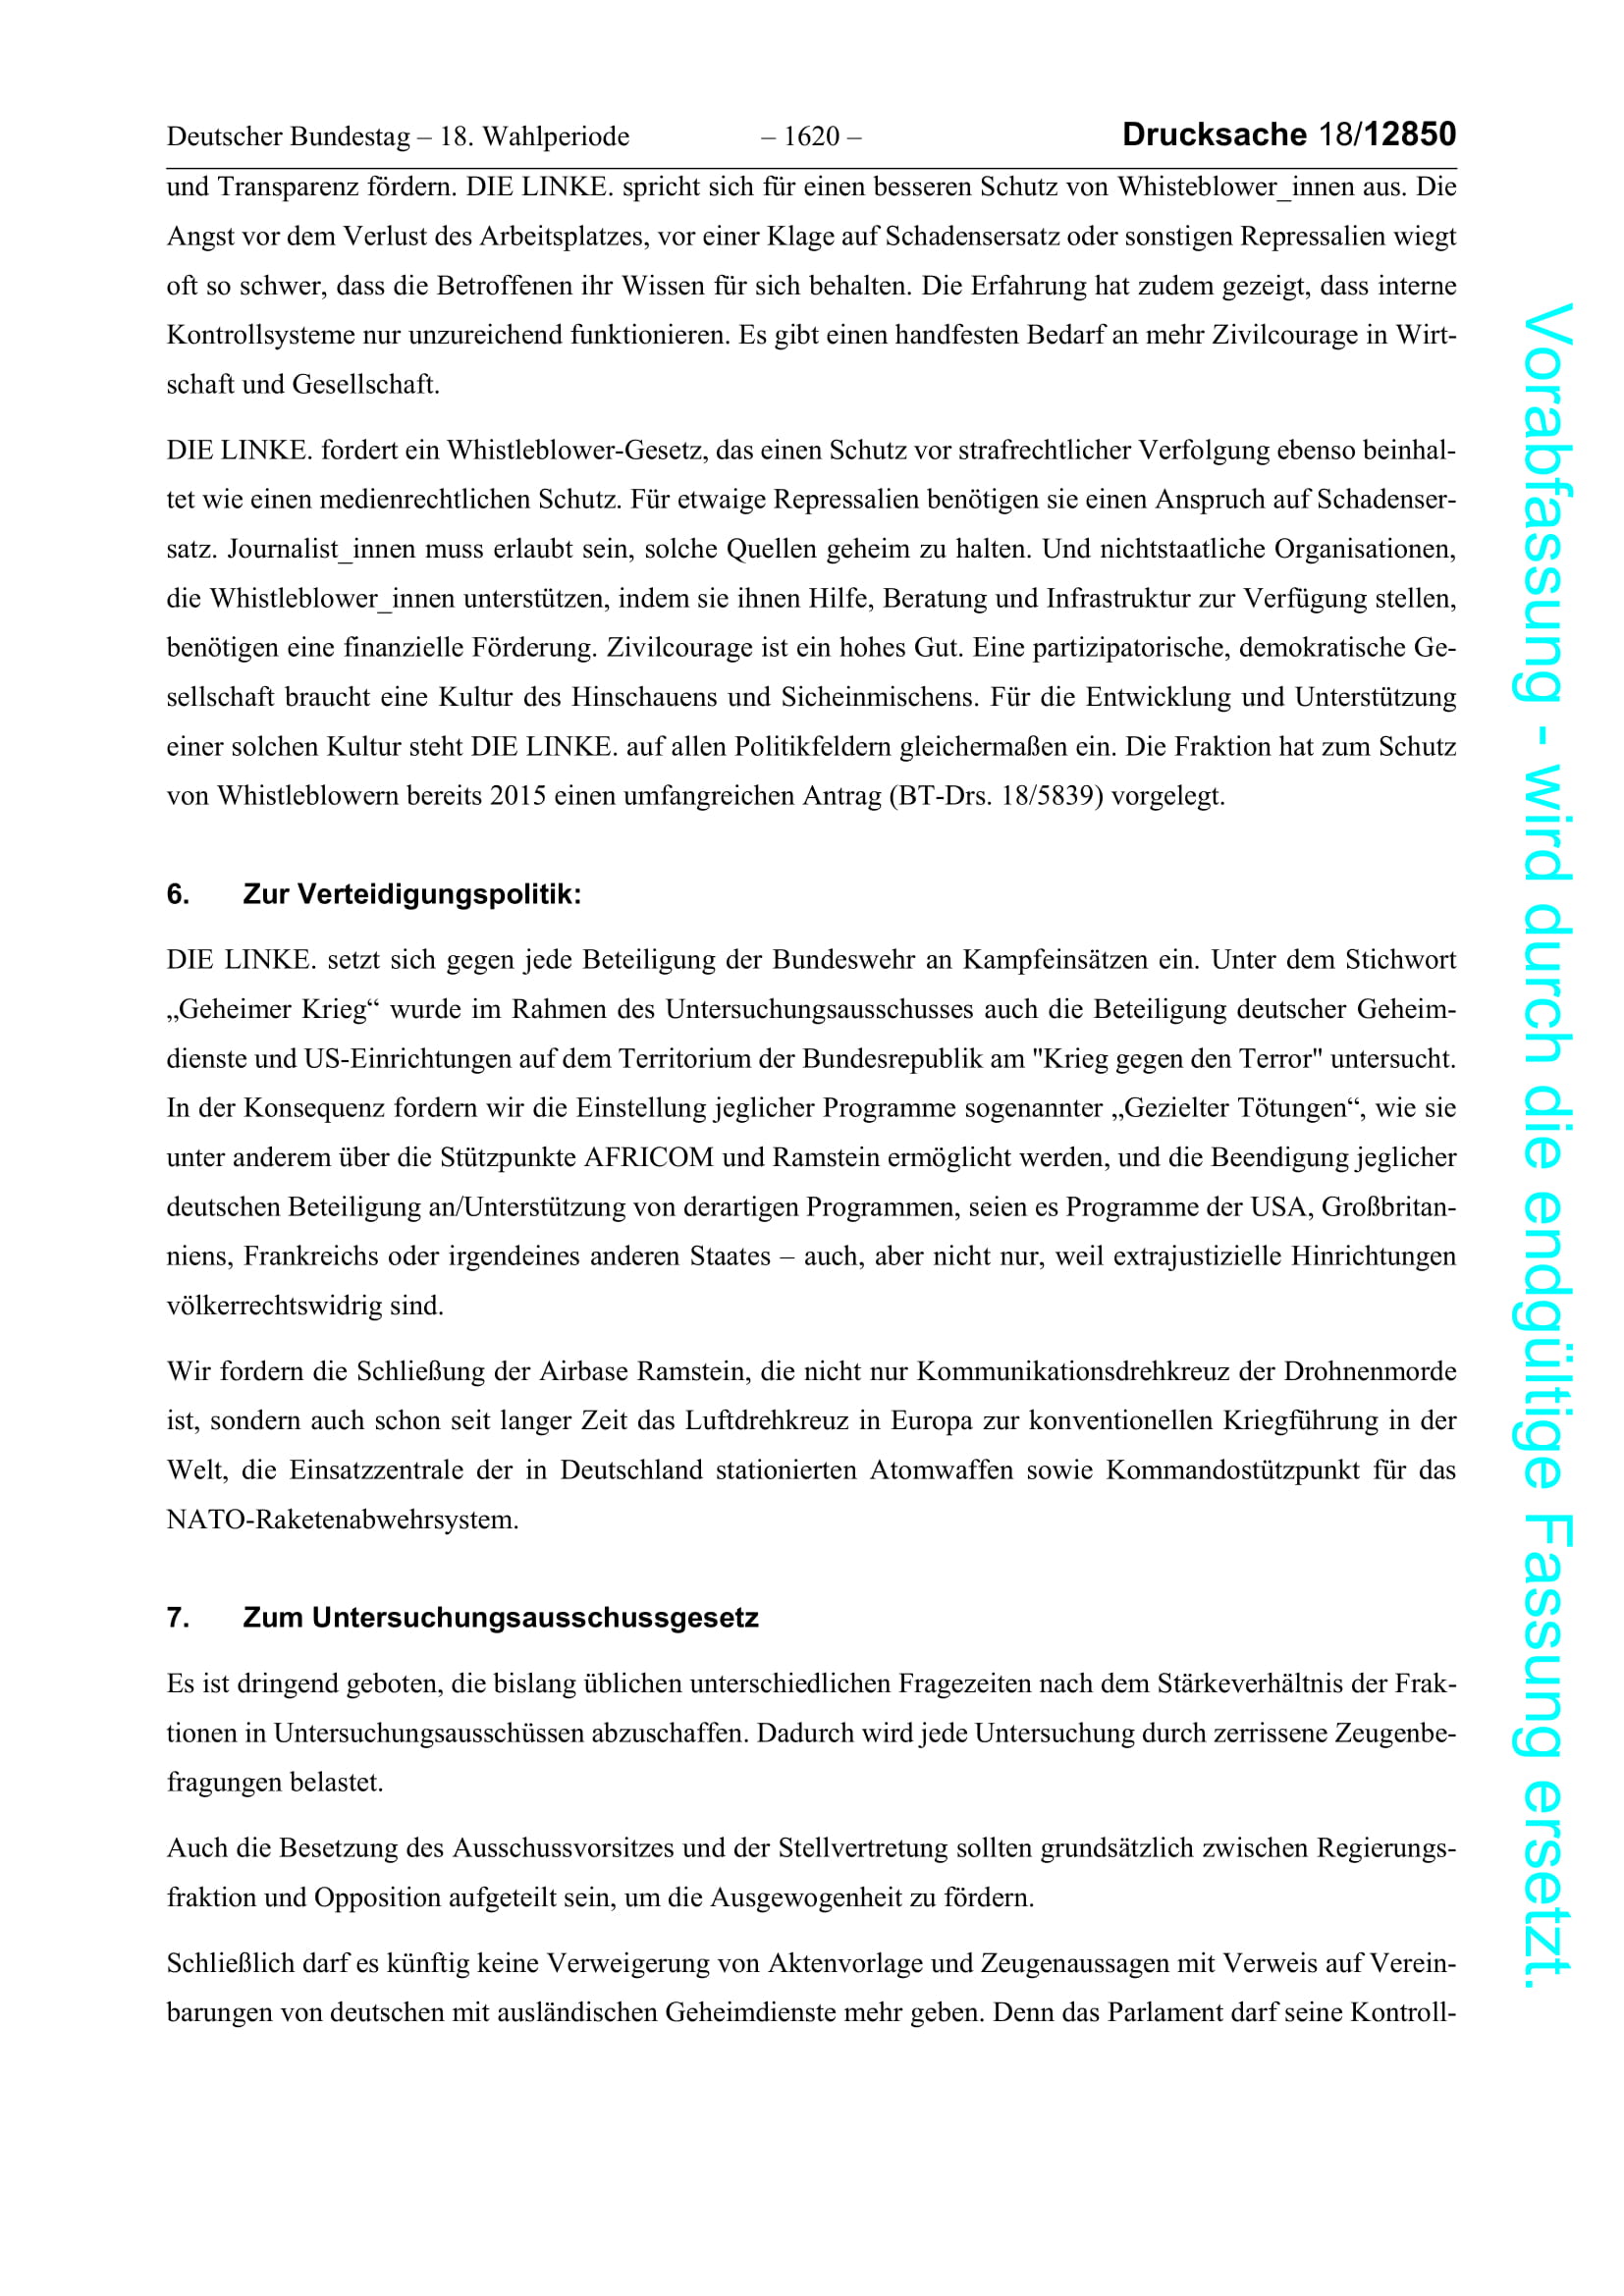 Deutscher Bundestag – 18. Wahlperiode – 1620 – Drucksache 18/12850
und Transparenz fördern. DIE LINKE. spricht sich für einen besseren Schutz von Whisteblower_innen aus. Die
Angst vor dem Verlust des Arbeitsplatzes, vor einer Klage auf Schadensersatz oder sonstigen Repressalien wiegt
oft so schwer, dass die Betroffenen ihr Wissen für sich behalten. Die Erfahrung hat zudem gezeigt, dass interne
Kontrollsysteme nur unzureichend funktionieren. Es gibt einen handfesten Bedarf an mehr Zivilcourage in Wirt-
schaft und Gesellschaft.
DIE LINKE. fordert ein Whistleblower-Gesetz, das einen Schutz vor strafrechtlicher Verfolgung ebenso beinhal-
tet wie einen medienrechtlichen Schutz. Für etwaige Repressalien benötigen sie einen Anspruch auf Schadenser-
satz. Journalist_innen muss erlaubt sein, solche Quellen geheim zu halten. Und nichtstaatliche Organisationen,
die Whistleblower_innen unterstützen, indem sie ihnen Hilfe, Beratung und Infrastruktur zur Verfügung stellen,
benötigen eine finanzielle Förderung. Zivilcourage ist ein hohes Gut. Eine partizipatorische, demokratische Ge-
sellschaft braucht eine Kultur des Hinschauens und Sicheinmischens. Für die Entwicklung und Unterstützung
einer solchen Kultur steht DIE LINKE. auf allen Politikfeldern gleichermaßen ein. Die Fraktion hat zum Schutz
von Whistleblowern bereits 2015 einen umfangreichen Antrag (BT-Drs. 18/5839) vorgelegt.
6. Zur Verteidigungspolitik:
DIE LINKE. setzt sich gegen jede Beteiligung der Bundeswehr an Kampfeinsätzen ein. Unter dem Stichwort
„Geheimer Krieg“ wurde im Rahmen des Untersuchungsausschusses auch die Beteiligung deutscher Geheim-
dienste und US-Einrichtungen auf dem Territorium der Bundesrepublik am "Krieg gegen den Terror" untersucht.
In der Konsequenz fordern wir die Einstellung jeglicher Programme sogenannter „Gezielter Tötungen“, wie sie
unter anderem über die Stützpunkte AFRICOM und Ramstein ermöglicht werden, und die Beendigung jeglicher
deutschen Beteiligung an/Unterstützung von derartigen Programmen, seien es Programme der USA, Großbritan-
niens, Frankreichs oder irgendeines anderen Staates – auch, aber nicht nur, weil extrajustizielle Hinrichtungen
völkerrechtswidrig sind.
Wir fordern die Schließung der Airbase Ramstein, die nicht nur Kommunikationsdrehkreuz der Drohnenmorde
ist, sondern auch schon seit langer Zeit das Luftdrehkreuz in Europa zur konventionellen Kriegführung in der
Welt, die Einsatzzentrale der in Deutschland stationierten Atomwaffen sowie Kommandostützpunkt für das
NATO-Raketenabwehrsystem.
7. Zum Untersuchungsausschussgesetz
Es ist dringend geboten, die bislang üblichen unterschiedlichen Fragezeiten nach dem Stärkeverhältnis der Frak-
tionen in Untersuchungsausschüssen abzuschaffen. Dadurch wird jede Untersuchung durch zerrissene Zeugenbe-
fragungen belastet.
Auch die Besetzung des Ausschussvorsitzes und der Stellvertretung sollten grundsätzlich zwischen Regierungs-
fraktion und Opposition aufgeteilt sein, um die Ausgewogenheit zu fördern.
Schließlich darf es künftig keine Verweigerung von Aktenvorlage und Zeugenaussagen mit Verweis auf Verein-
barungen von deutschen mit ausländischen Geheimdienste mehr geben. Denn das Parlament darf seine Kontroll-
Vorabfassung - wird durch die endgültige Fassung ersetzt.